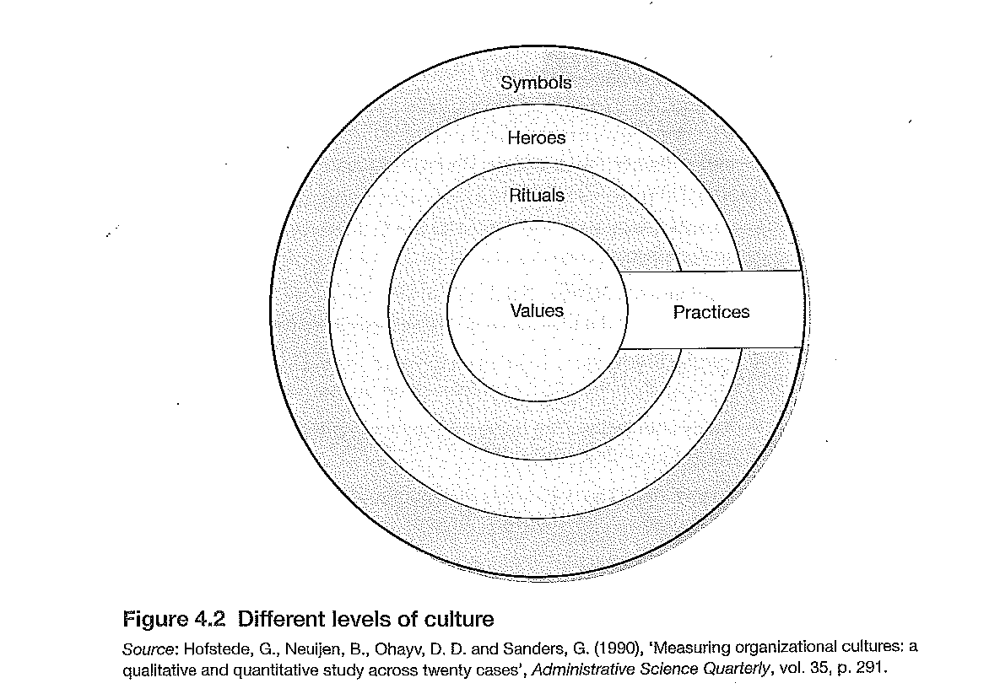 Symbols
Heroes
Rituals
Values
Practices
Figure 4.2 Different levels of culture
Source: Hofstede, G., Neuijen, B., Ohayv, D. D. and Sanders, G. (1990), ‘Measuring organizational cultures: a
qualitative and quantitative study across twenty cases’, Administrative Science Quarterly, vol. 35, p. 291.